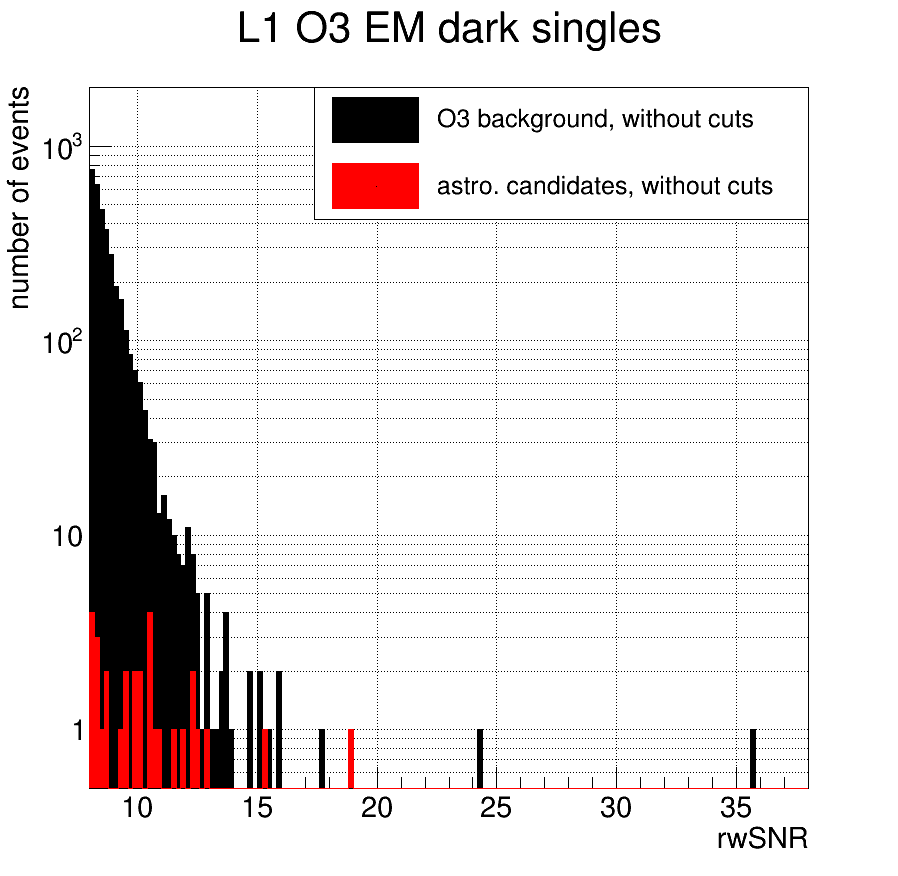 L1 O3 EM dark singles
number of events
O3 background, without cuts
astro. candidates, without cuts
10³
10²
10
1
10 15 20 25 30 35
rwSNR